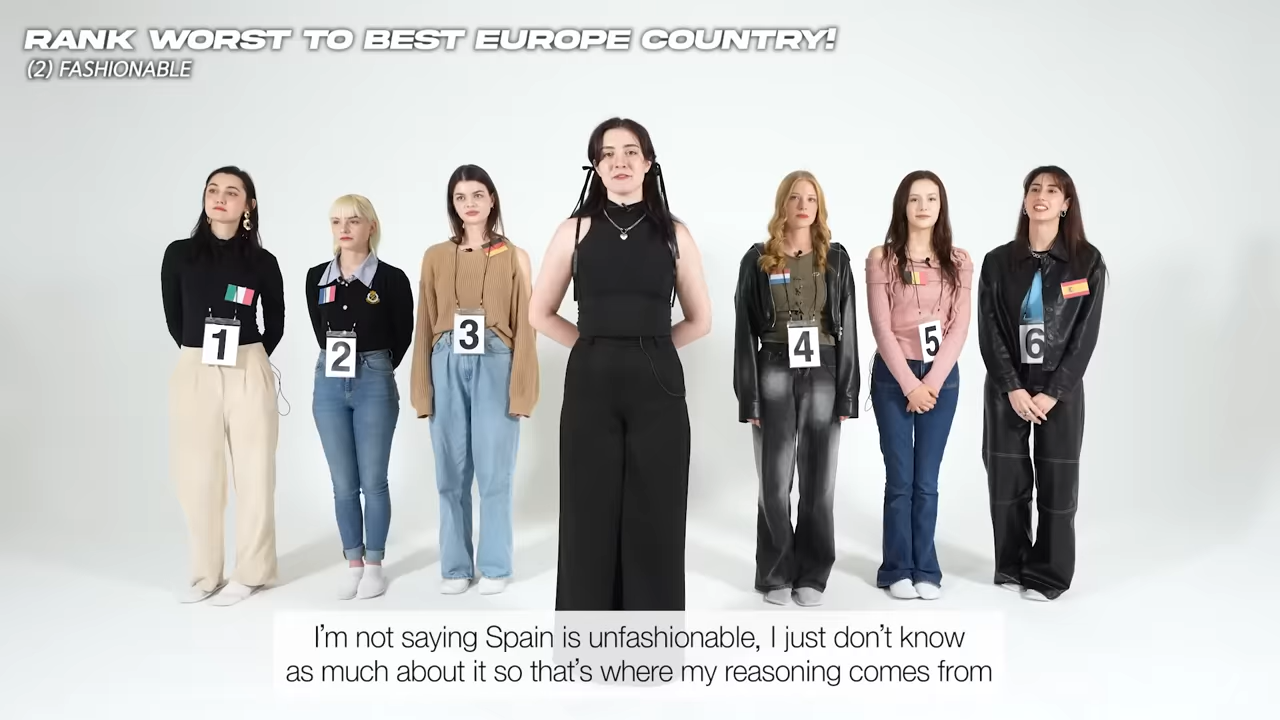 RANK WORST TO BEST EUROPE COUNTRY!
(2) FASHIONABLE
1
2
3
4
5
6
I'm not saying Spain is unfashionable, I just don't know
as much about it so that's where my reasoning comes from